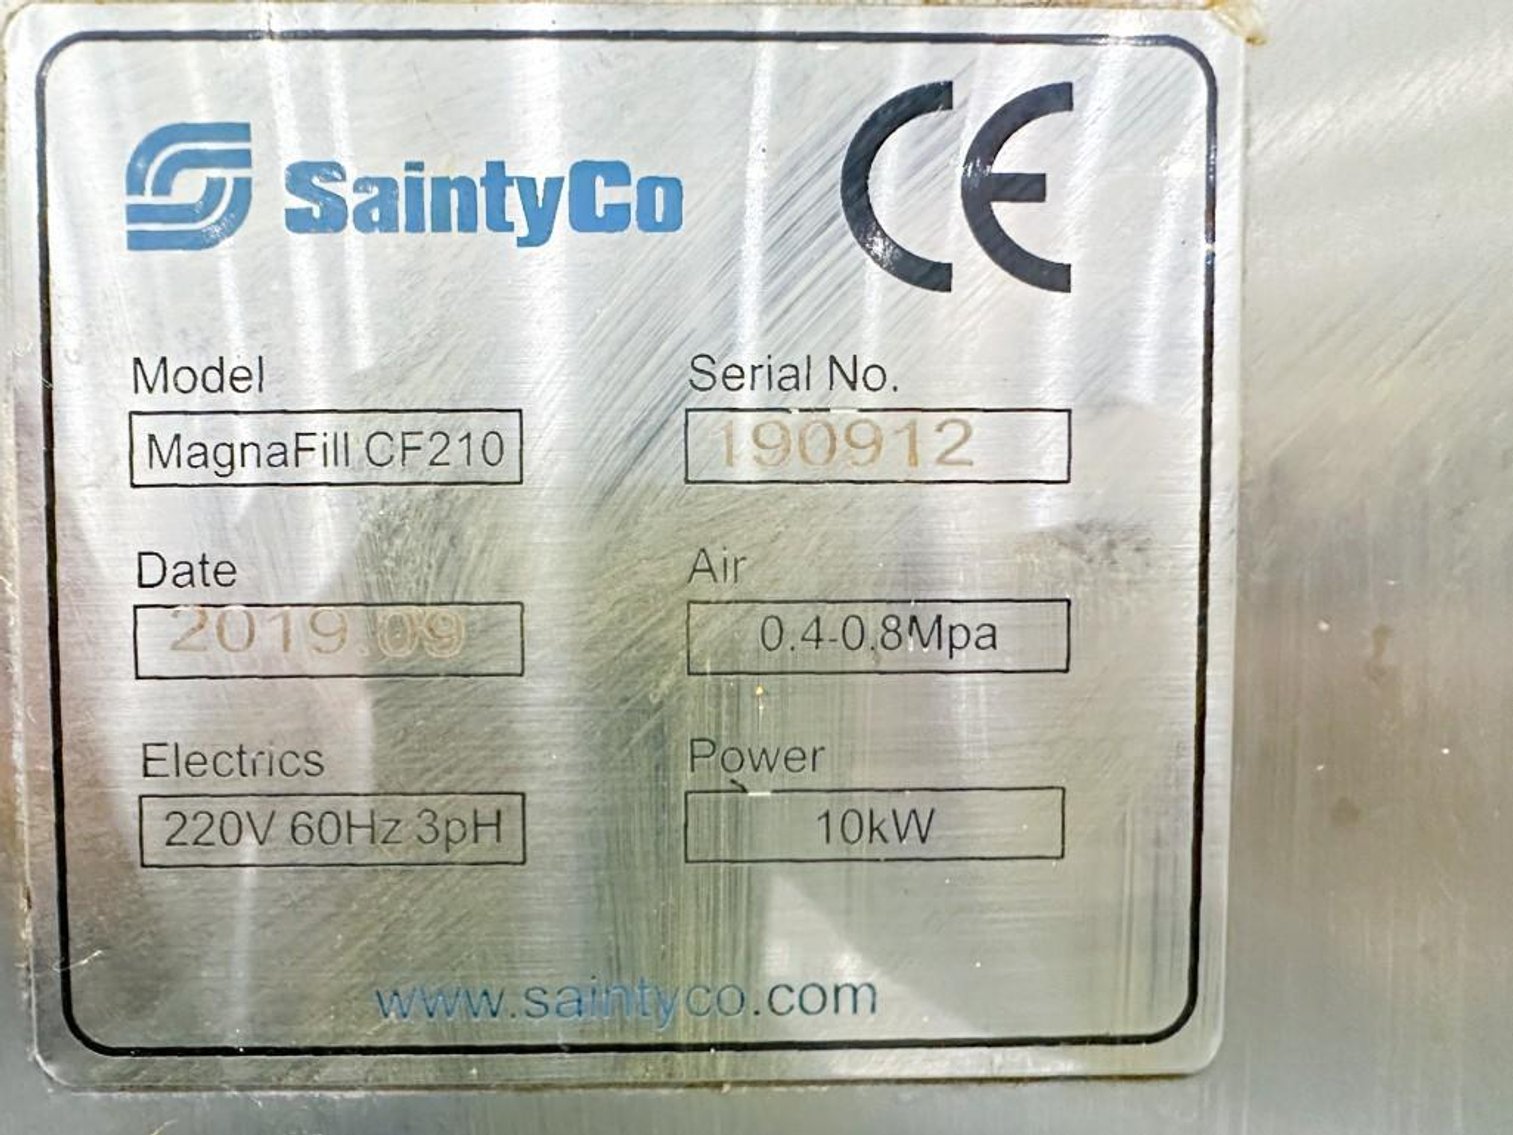 SaintyCo CE
Model
MagnaFill CF210
Serial No.
190912
Date
2019.09
Air
0.4-0.8Mpa
Electrics
220V 60Hz 3pH
Power
10kW
www.saintyco.com